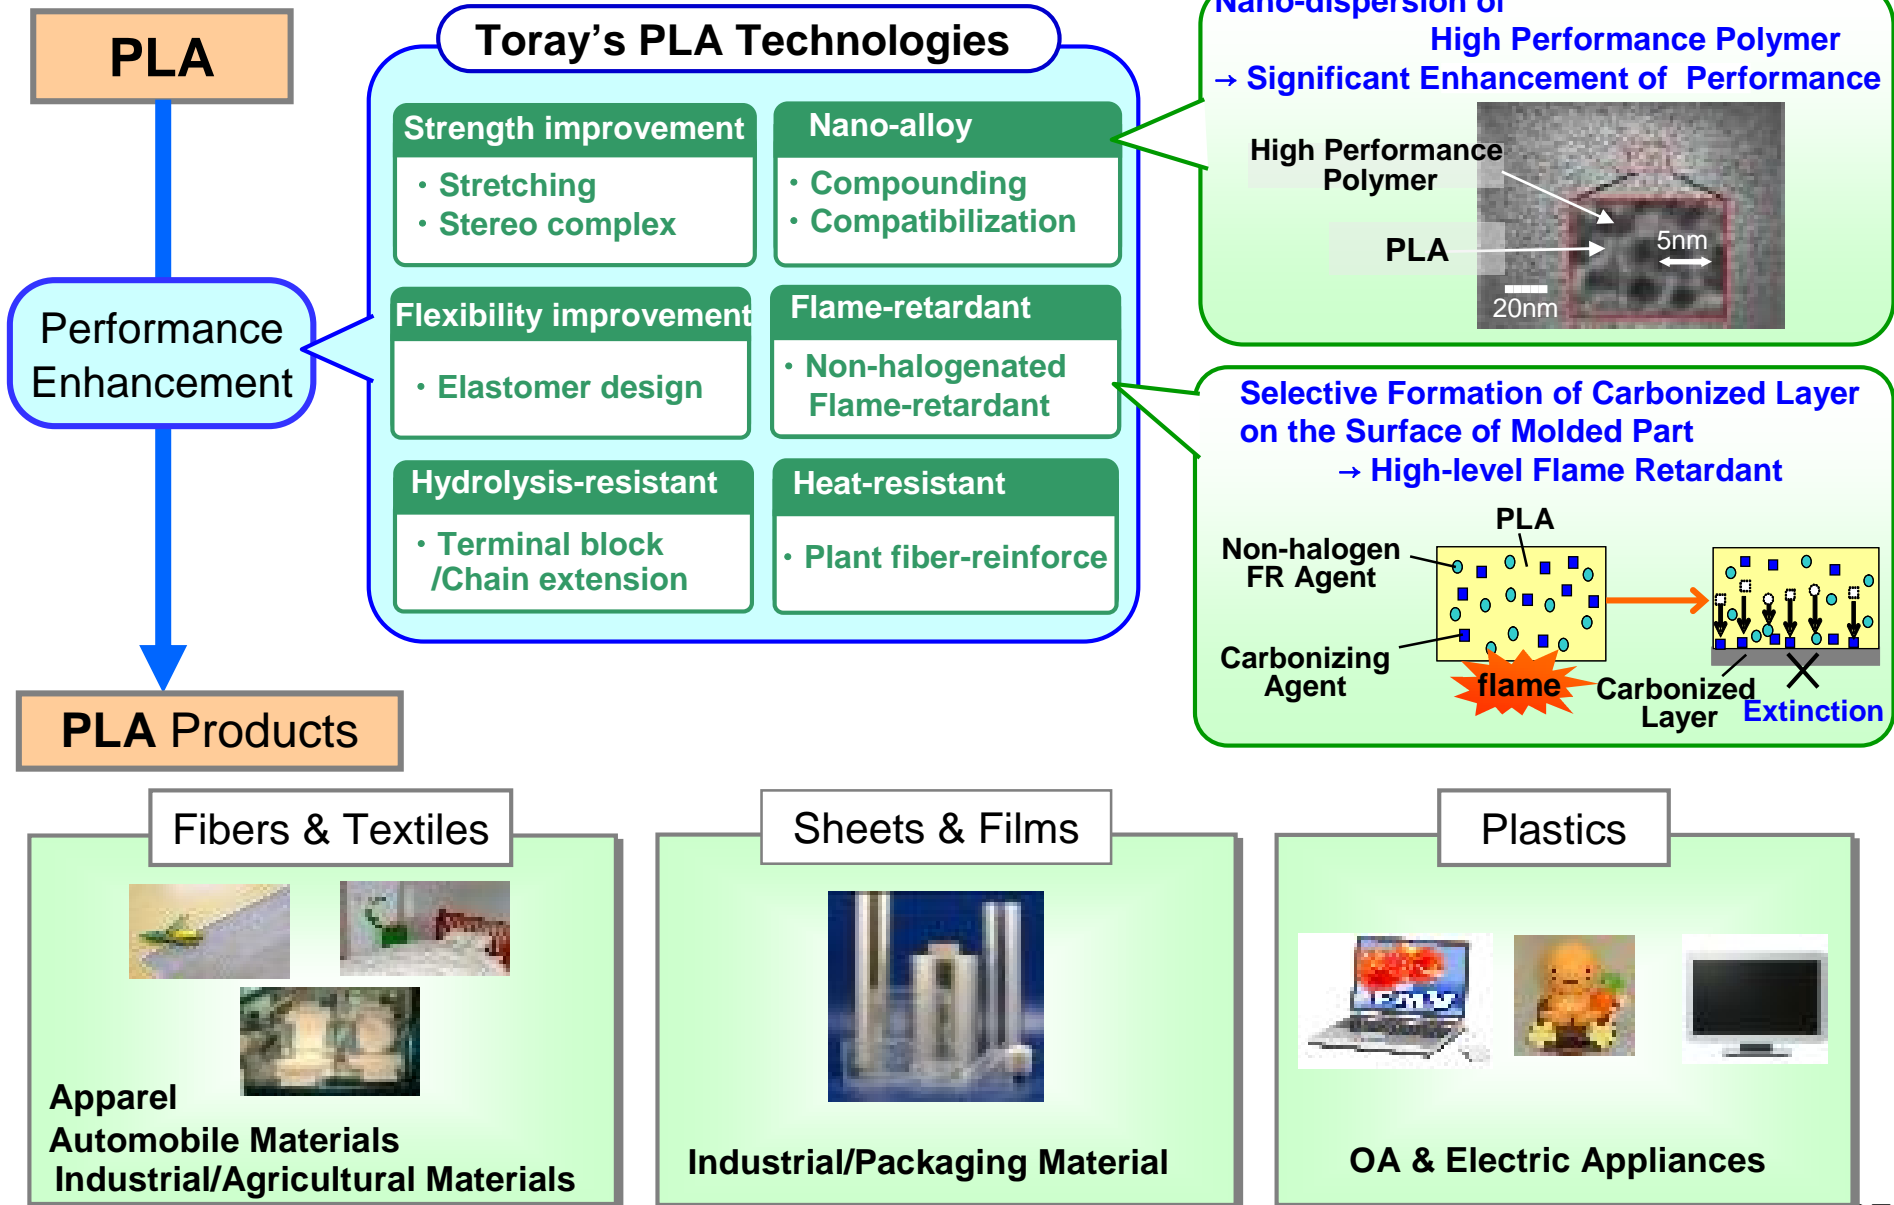 PLA
Performance
Enhancement
PLA Products
Toray’s PLA Technologies
Strength improvement
・Stretching
・Stereo complex
Nano-alloy
・Compounding
・Compatibilization
Flexibility improvement
・Elastomer design
Flame-retardant
・Non-halogenated
Flame-retardant
Hydrolysis-resistant
・Terminal block
/Chain extension
Heat-resistant
・Plant fiber-reinforce
Nano-dispersion of
High Performance Polymer
→ Significant Enhancement of Performance
High Performance
Polymer
PLA
5nm
20nm
Selective Formation of Carbonized Layer
on the Surface of Molded Part
→ High-level Flame Retardant
PLA
Non-halogen
FR Agent
Carbonizing
Agent
flame
Carbonized
Layer
Extinction
Fibers & Textiles
Apparel
Automobile Materials
Industrial/Agricultural Materials
Sheets & Films
Industrial/Packaging Material
Plastics
FMV
OA & Electric Appliances